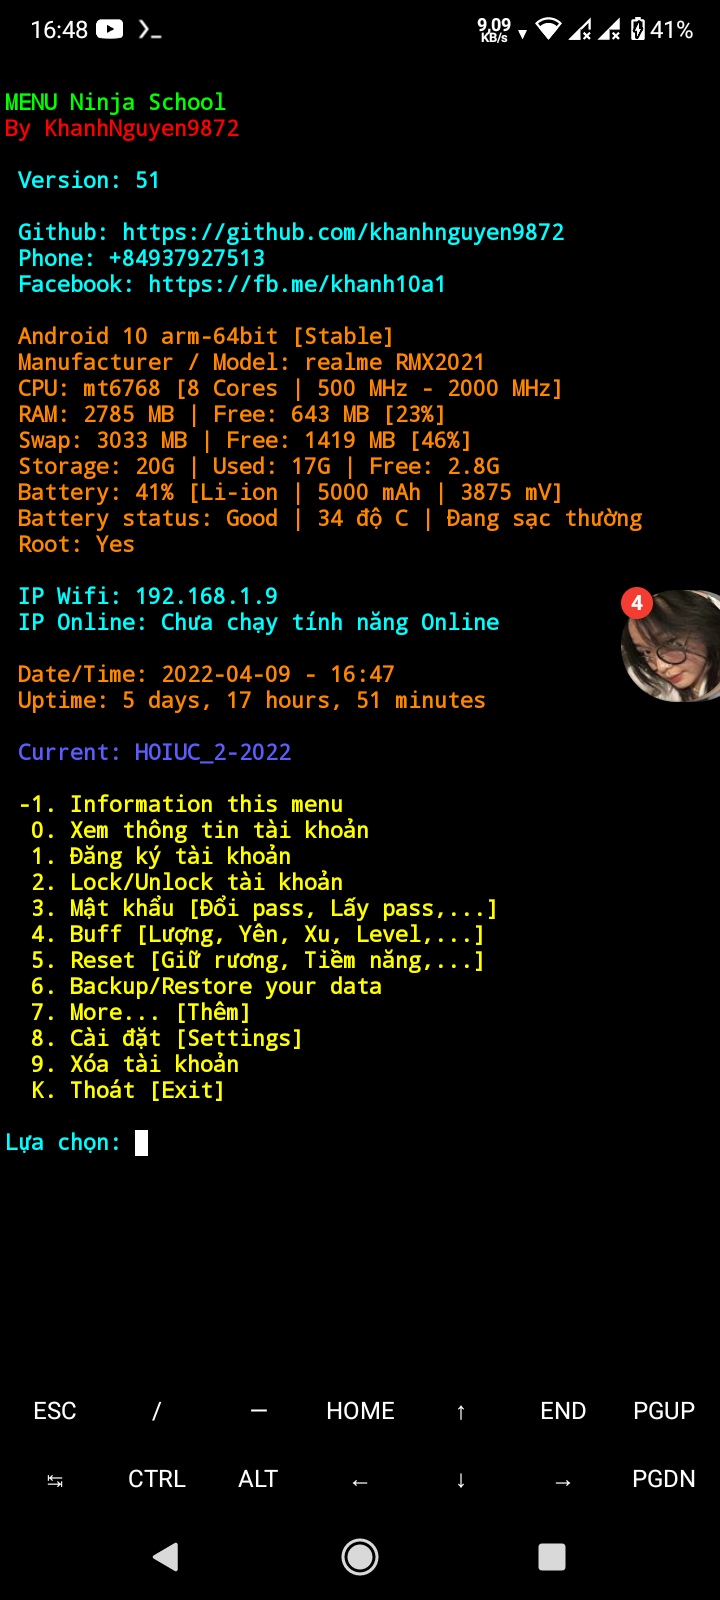 16:48 9,09 KB/s 41%
MENU Ninja School
By KhanhNguyen9872
Version: 51
Github: https://github.com/khanhnguyen9872
Phone: +84937927513
Facebook: https://fb.me/khanh10a1
Android 10 arm-64bit [Stable]
Manufacturer / Model: realme RMX2021
CPU: mt6768 [8 Cores | 500 MHz - 2000 MHz]
RAM: 2785 MB | Free: 643 MB [23%]
Swap: 3033 MB | Free: 1419 MB [46%]
Storage: 20G | Used: 17G | Free: 2.8G
Battery: 41% [Li-ion | 5000 mAh | 3875 mV]
Battery status: Good | 34 độ C | Đang sạc thường
Root: Yes
IP Wifi: 192.168.1.9
4
IP Online: Chưa chạy tính năng Online
Date/Time: 2022-04-09 - 16:47
Uptime: 5 days, 17 hours, 51 minutes
Current: HOIUC_2-2022
-1. Information this menu
0. Xem thông tin tài khoản
1. Đăng ký tài khoản
2. Lock/Unlock tài khoản
3. Mật khẩu [Đổi pass, Lấy pass,...]
4. Buff [Lượng, Yên, Xu, Level,...]
5. Reset [Giữ rương, Tiềm năng,...]
6. Backup/Restore your data
7. More... [Thêm]
8. Cài đặt [Settings]
9. Xóa tài khoản
K. Thoát [Exit]
Lựa chọn:
ESC / — HOME ↑ END PGUP
↹ CTRL ALT ← ↓ → PGDN